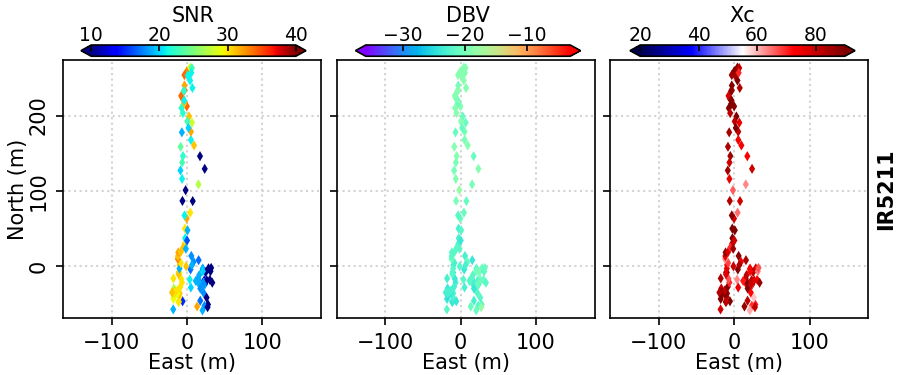 SNR DBV Xc
10 20 30 40 −30 −20 −10 20 40 60 80
North (m)
200
100
0
IR5211
−100 0 100 −100 0 100 −100 0 100
East (m) East (m) East (m)